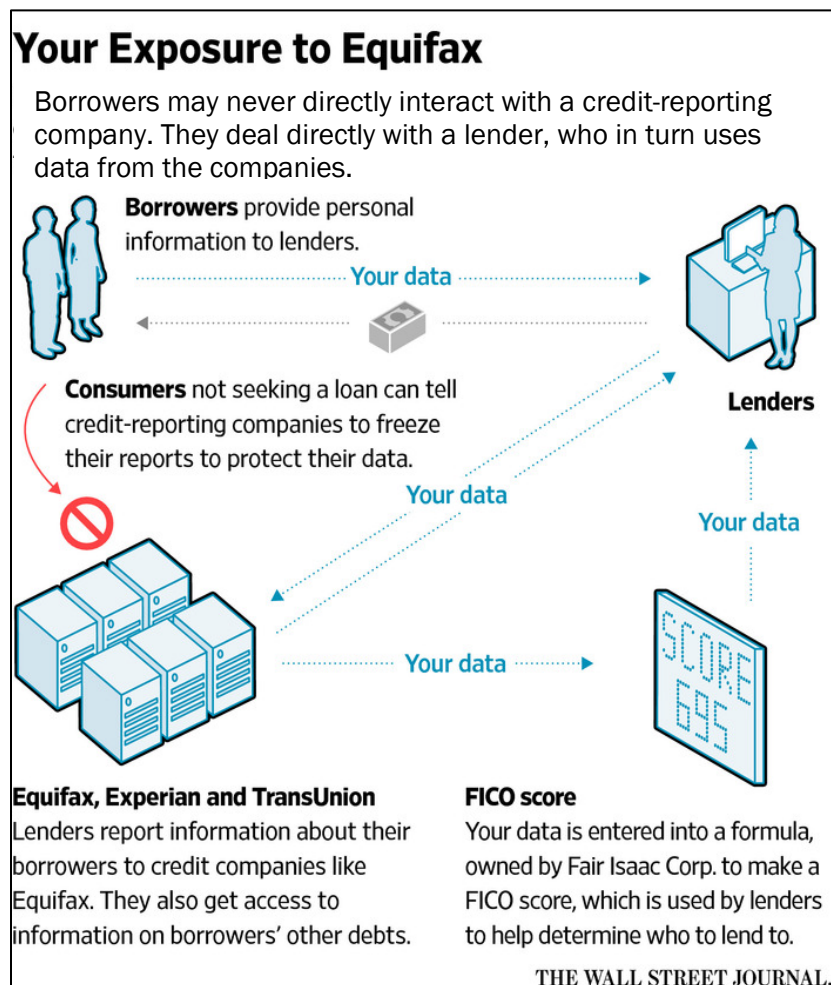 Your Exposure to Equifax
Borrowers may never directly interact with a credit-reporting
company. They deal directly with a lender, who in turn uses
data from the companies.
Borrowers provide personal
information to lenders.
Your data
Consumers not seeking a loan can tell
credit-reporting companies to freeze
their reports to protect their data.
Lenders
Your data
Your data
Your data
SCORE
695
Equifax, Experian and TransUnion
Lenders report information about their
borrowers to credit companies like
Equifax. They also get access to
information on borrowers’ other debts.
FICO score
Your data is entered into a formula,
owned by Fair Isaac Corp. to make a
FICO score, which is used by lenders
to help determine who to lend to.
THE WALL STREET JOURNAL.